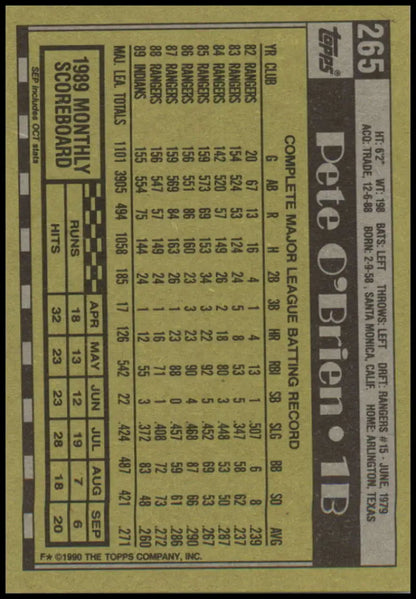 265
Topps®
HT: 6'2" WT: 198 BATS: LEFT THROWS: LEFT DRFT: RANGERS #15 - JUNE, 1979
ACQ: TRADE, 12-6-88 BORN: 2-9-58, SANTA MONICA, CALIF. HOME: ARLINGTON, TEXAS
Pete O'Brien • 1B
COMPLETE MAJOR LEAGUE BATTING RECORD
YR CLUB G AB R H 2B 3B HR RBI SB SLG BB SO AVG
82 RANGERS 20 67 13 16 4 1 4 13 1 .507 6 8 .239
83 RANGERS 154 524 53 124 24 5 8 53 5 .347 58 62 .237
84 RANGERS 142 520 57 149 26 2 18 80 3 .448 53 50 .287
85 RANGERS 159 573 69 153 34 3 22 92 5 .452 69 53 .267
86 RANGERS 156 551 86 160 23 3 23 90 4 .468 87 66 .290
87 RANGERS 159 569 84 163 26 1 23 88 0 .457 59 61 .286
88 RANGERS 156 547 57 149 24 1 16 71 1 .408 72 73 .272
89 INDIANS 155 554 75 144 24 1 12 55 3 .372 83 48 .260
MAJ. LEA. TOTALS 1101 3905 494 1058 185 17 126 542 22 .424 487 421 .271
1989 MONTHLY
SCOREBOARD
APR MAY JUN JUL AUG SEP
RUNS 18 13 12 19 7 6
HITS 32 23 23 28 18 20
SEP includes OCT stats
F* ©1990 THE TOPPS COMPANY, INC.